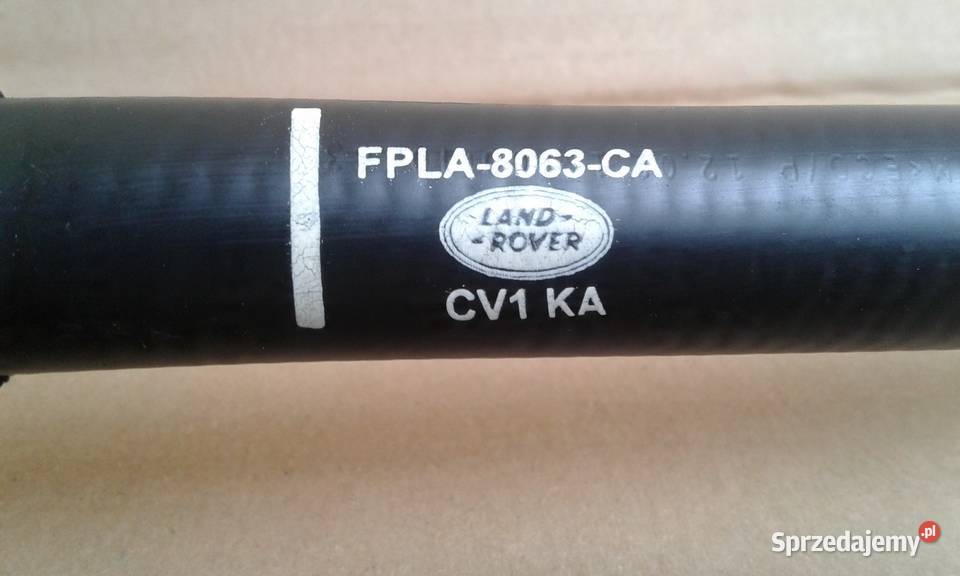 FPLA-8063-CA
LAND-
-ROVER
CV1 KA
Sprzedajemy.pl